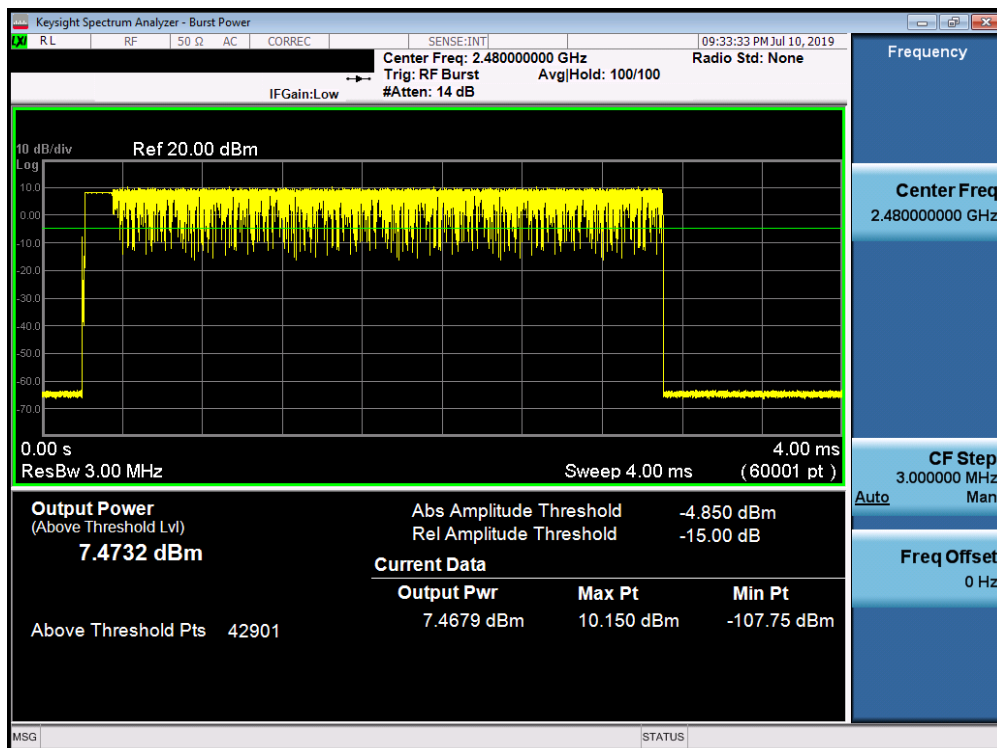 Keysight Spectrum Analyzer - Burst Power
LXI RL RF 50 Ω AC CORREC SENSE:INT 09:33:33 PM Jul 10, 2019
Center Freq: 2.480000000 GHz Radio Std: None
Trig: RF Burst Avg|Hold: 100/100
IFGain:Low #Atten: 14 dB
Frequency
10 dB/div Ref 20.00 dBm
Log
10.0
0.00
-10.0
-20.0
-30.0
-40.0
-50.0
-60.0
-70.0
0.00 s 4.00 ms
ResBw 3.00 MHz Sweep 4.00 ms (60001 pt)
Center Freq
2.480000000 GHz
CF Step
3.000000 MHz
Auto Man
Freq Offset
0 Hz
Output Power
(Above Threshold Lvl)
7.4732 dBm
Above Threshold Pts 42901
Abs Amplitude Threshold -4.850 dBm
Rel Amplitude Threshold -15.00 dB
Current Data
Output Pwr Max Pt Min Pt
7.4679 dBm 10.150 dBm -107.75 dBm
MSG STATUS